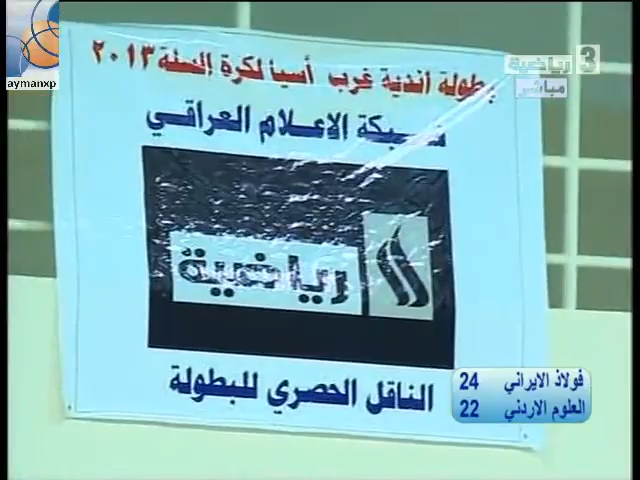 aymanxp
رياضية 3
مباشر
بطولة اندية غرب أسيا لكرة السلة ٢٠١٣
شبكة الاعلام العراقي
رياضية
الناقل الحصري للبطولة
فولاذ الايراني 24
العلوم الاردني 22